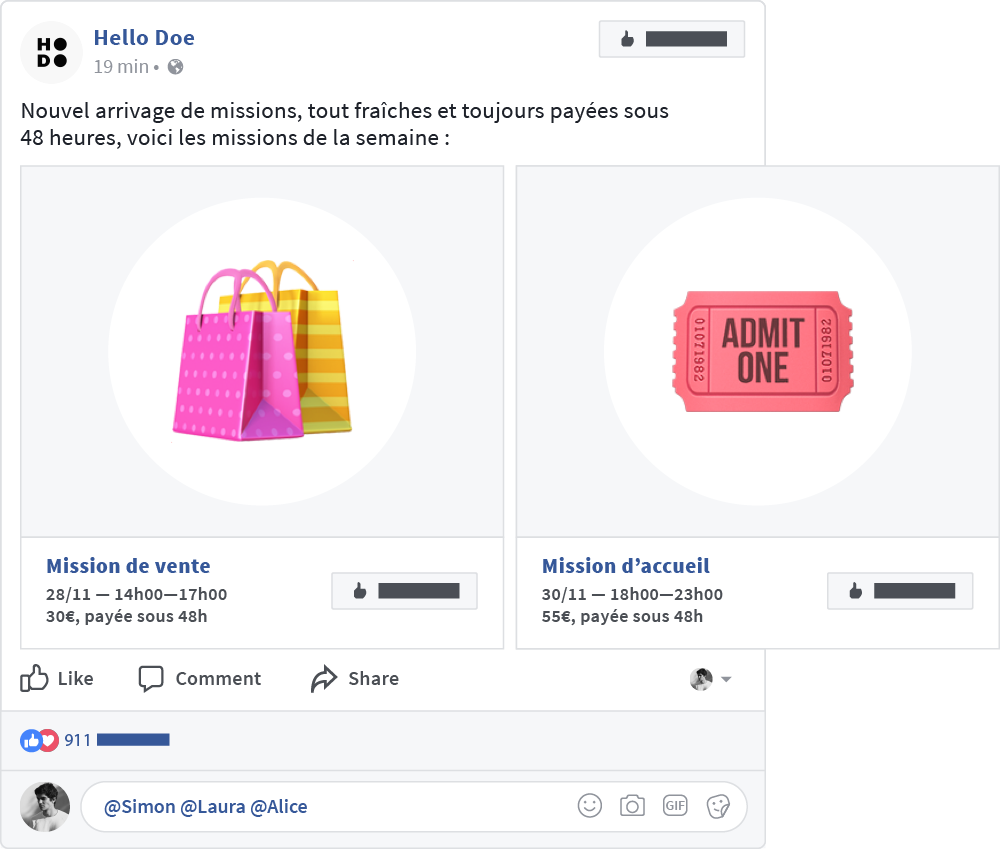 HODO
Hello Doe
19 min •
Nouvel arrivage de missions, tout fraîches et toujours payées sous
48 heures, voici les missions de la semaine :
01071982
ADMIT
ONE
01071982
Mission de vente
28/11 — 14h00—17h00
30€, payée sous 48h
Mission d’accueil
30/11 — 18h00—23h00
55€, payée sous 48h
Like
Comment
Share
911
@Simon @Laura @Alice
GIF